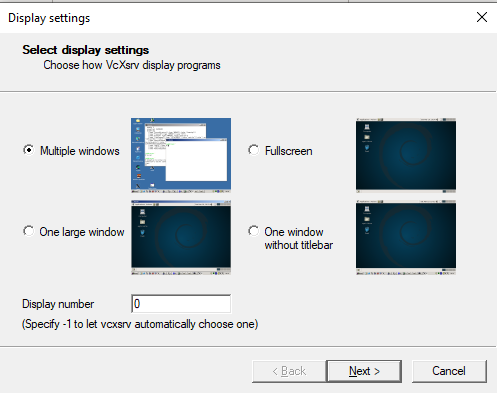 Display settings
Select display settings
Choose how VcXsrv display programs
Multiple windows
Fullscreen
One large window
One window
without titlebar
Display number
0
(Specify -1 to let vcxsrv automatically choose one)
< Back
Next >
Cancel